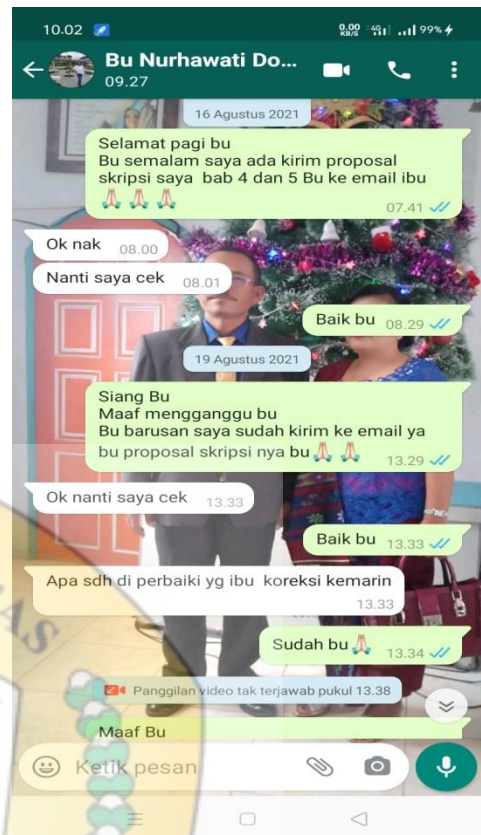 10.02
0.00 KB/S 4G 99%
Bu Nurhawati Do...
09.27
16 Agustus 2021
Selamat pagi bu
Bu semalam saya ada kirim proposal
skripsi saya bab 4 dan 5 Bu ke email ibu
🙏🏻 🙏🏻 🙏🏻
07.41
Ok nak 08.00
Nanti saya cek 08.01
Baik bu 08.29
19 Agustus 2021
Siang Bu
Maaf mengganggu bu
Bu barusan saya sudah kirim ke email ya
bu proposal skripsi nya bu🙏🏻 🙏🏻
13.29
Ok nanti saya cek 13.33
Baik bu 13.33
Apa sdh di perbaiki yg ibu koreksi kemarin
13.33
Sudah bu🙏🏻 13.34
Panggilan video tak terjawab pukul 13.38
Maaf Bu
Ketik pesan
AS